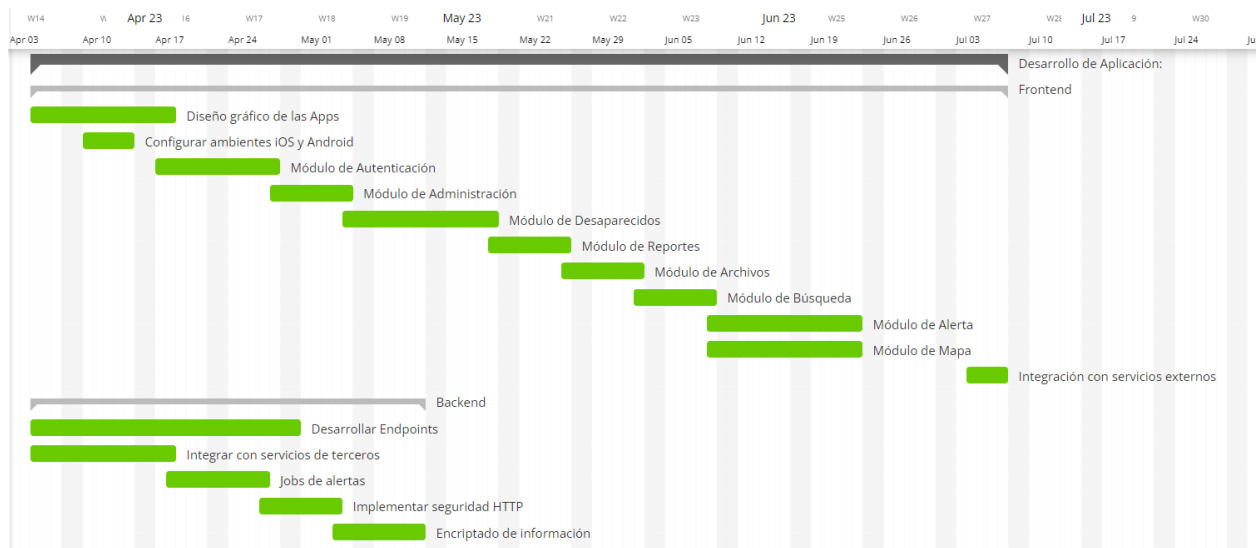 W14 W Apr 23 16 W17 W18 W19 May 23 W21 W22 W23 Jun 23 W25 W26 W27 W28 Jul 23 9 W30
Apr 03 Apr 10 Apr 17 Apr 24 May 01 May 08 May 15 May 22 May 29 Jun 05 Jun 12 Jun 19 Jun 26 Jul 03 Jul 10 Jul 17 Jul 24 Ju
Desarrollo de Aplicación:
Frontend
Diseño gráfico de las Apps
Configurar ambientes iOS y Android
Módulo de Autenticación
Módulo de Administración
Módulo de Desaparecidos
Módulo de Reportes
Módulo de Archivos
Módulo de Búsqueda
Módulo de Alerta
Módulo de Mapa
Integración con servicios externos
Backend
Desarrollar Endpoints
Integrar con servicios de terceros
Jobs de alertas
Implementar seguridad HTTP
Encriptado de información